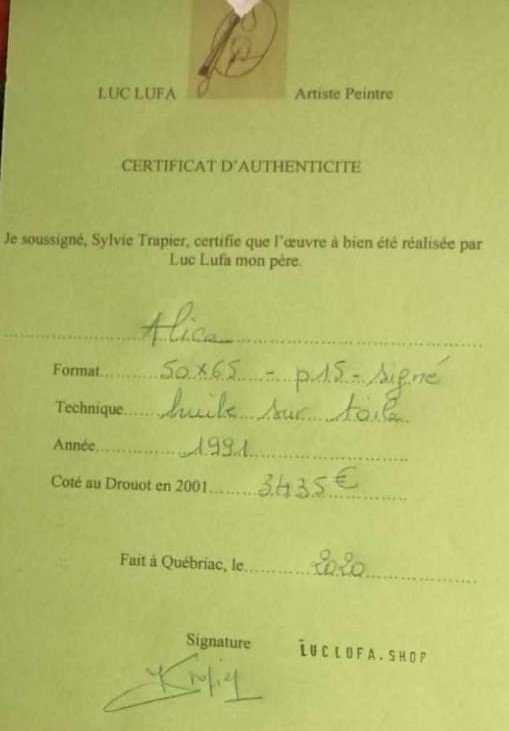 LUC LUFA Artiste Peintre
CERTIFICAT D'AUTHENTICITE
Je soussigné, Sylvie Trapier, certifie que l'œuvre à bien été réalisée par
Luc Lufa mon père.
Alica
Format......50x65 - p15 - signé
Technique......huile sur toile
Année......1991
Coté au Drouot en 2001......3435 €
Fait à Québriac, le......2020
Signature LUCLUFA.SHOP